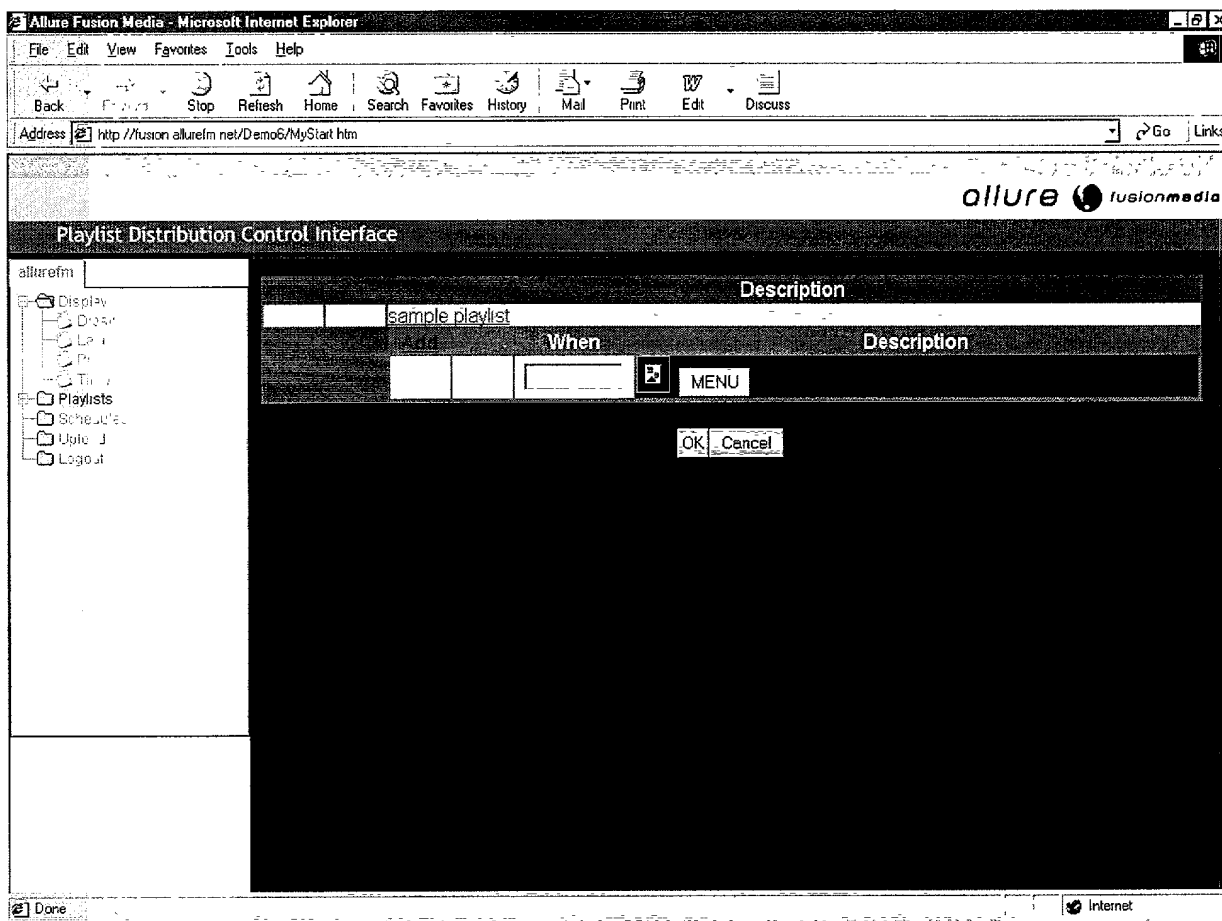 Allure Fusion Media - Microsoft Internet Explorer
File Edit View Favorites Tools Help
Back Stop Refresh Home Search Favorites History Mail Print Edit Discuss
Address http //fusion allurefm net/Demo6/MyStart htm Go Links
allure fusionmedia
Playlist Distribution Control Interface
allurefm
Display
Playlists
Logout
Description
sample playlist
Add When Description
MENU
OK Cancel
Done Internet